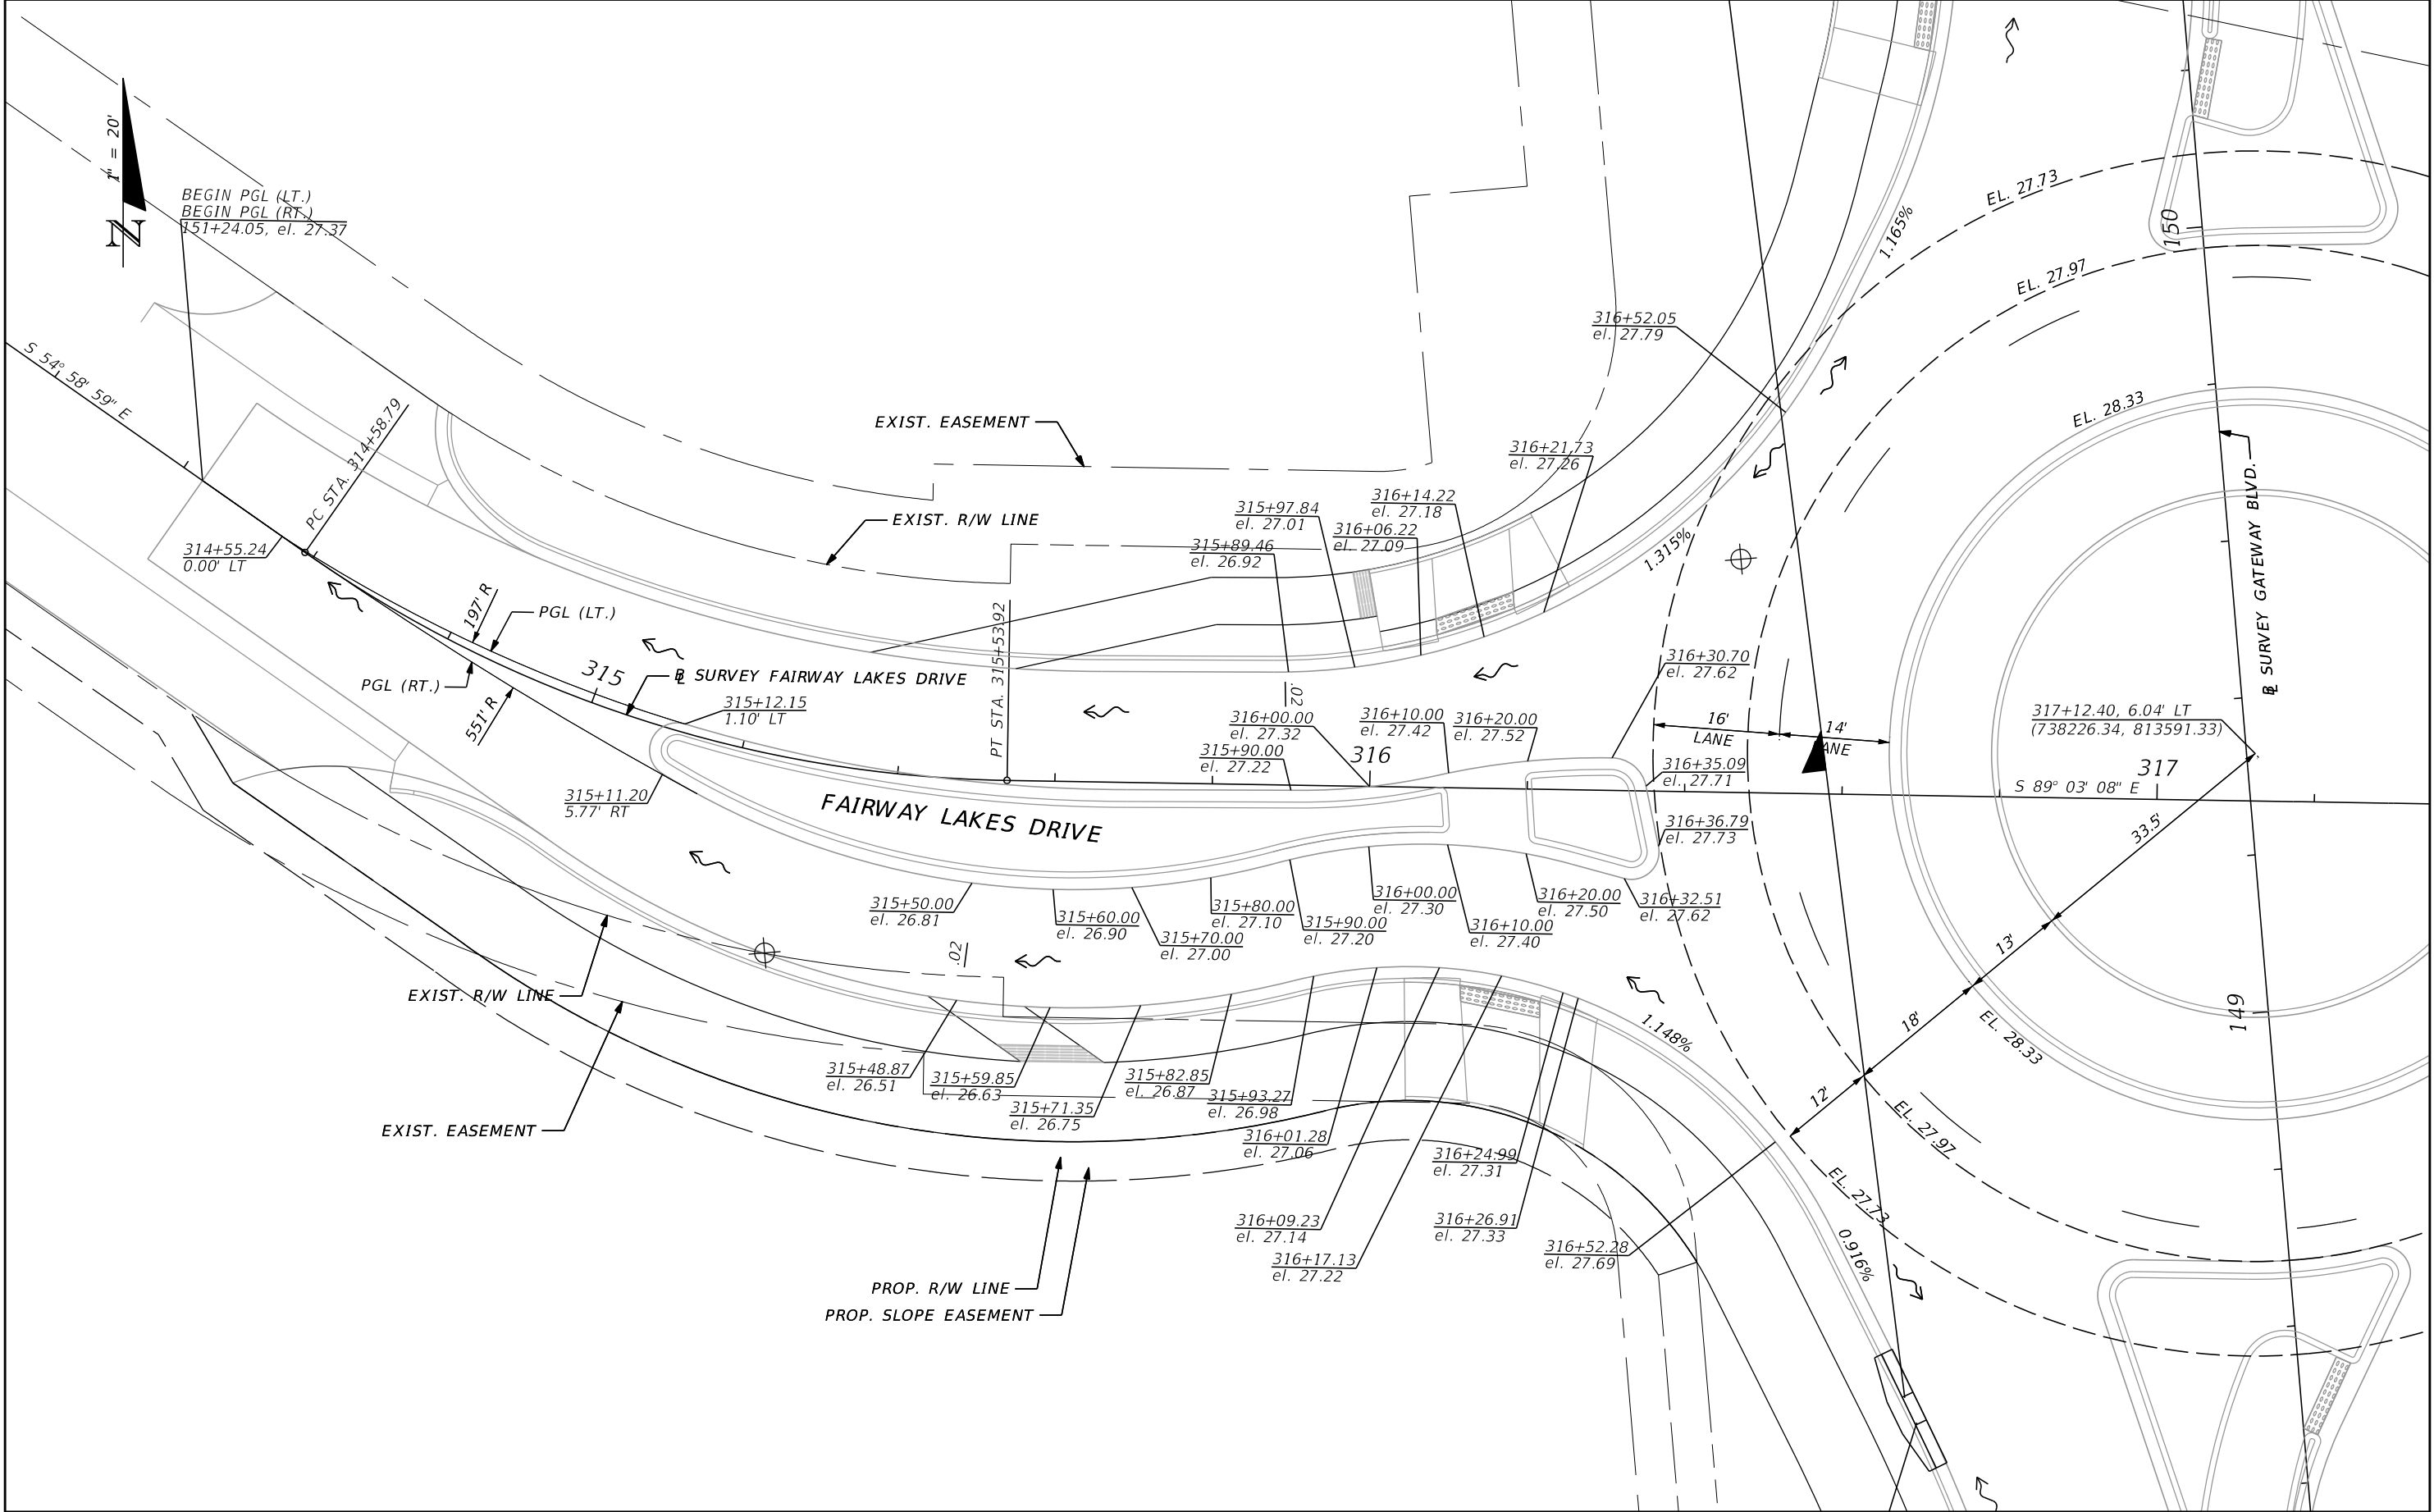 1" = 20'
N
BEGIN PGL (LT.)
BEGIN PGL (RT.)
151+24.05, el. 27.37
S 54° 58' 59" E
PC STA. 314+58.79
314+55.24
0.00' LT
197' R
PGL (LT.)
PGL (RT.)
551' R
315
℄ SURVEY FAIRWAY LAKES DRIVE
315+12.15
1.10' LT
315+11.20
5.77' RT
PT STA. 315+53.92
EXIST. EASEMENT
EXIST. R/W LINE
315+89.46
el. 26.92
315+97.84
el. 27.01
316+06.22
el. 27.09
316+14.22
el. 27.18
316+21.73
el. 27.26
316+52.05
el. 27.79
1.315%
1.165%
EL. 27.73
EL. 27.97
EL. 28.33
150
℄ SURVEY GATEWAY BLVD.
.02
316+00.00
el. 27.32
315+90.00
el. 27.22
316+10.00
el. 27.42
316
316+20.00
el. 27.52
316+30.70
el. 27.62
316+35.09
el. 27.71
316+36.79
el. 27.73
16'
LANE
14'
LANE
317+12.40, 6.04' LT
(738226.34, 813591.33)
317
S 89° 03' 08" E
33.5'
13'
18'
12'
FAIRWAY LAKES DRIVE
315+50.00
el. 26.81
315+60.00
el. 26.90
315+70.00
el. 27.00
315+80.00
el. 27.10
315+90.00
el. 27.20
316+00.00
el. 27.30
316+10.00
el. 27.40
316+20.00
el. 27.50
316+32.51
el. 27.62
.02
EXIST. R/W LINE
EXIST. EASEMENT
315+48.87
el. 26.51
315+59.85
el. 26.63
315+71.35
el. 26.75
315+82.85
el. 26.87
315+93.27
el. 26.98
316+01.28
el. 27.06
316+09.23
el. 27.14
316+17.13
el. 27.22
316+24.99
el. 27.31
316+26.91
el. 27.33
316+52.28
el. 27.69
1.148%
EL. 28.33
149
EL. 27.97
EL. 27.73
0.916%
PROP. R/W LINE
PROP. SLOPE EASEMENT